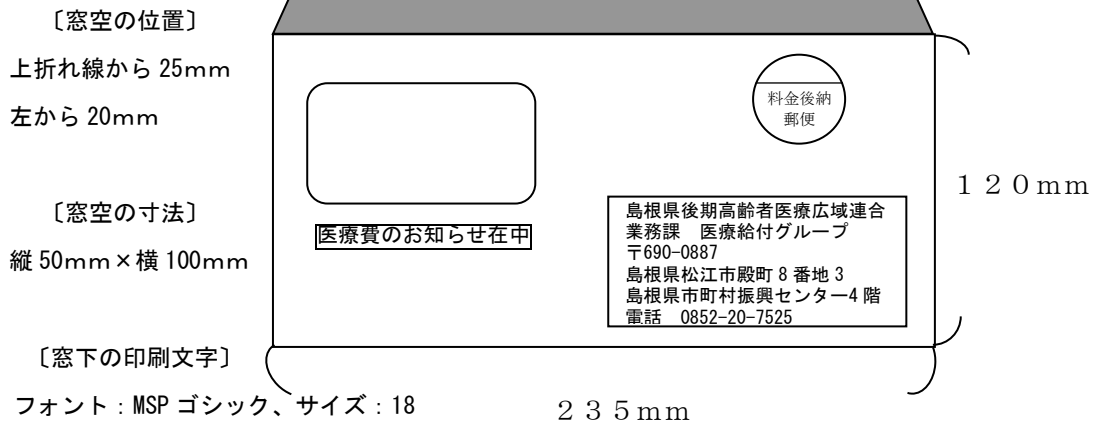 〔窓空の位置〕
上折れ線から 25mm
左から 20mm
〔窓空の寸法〕
縦 50mm×横 100mm
〔窓下の印刷文字〕
フォント：MSP ゴシック、サイズ：18
料金後納
郵便
医療費のお知らせ在中
島根県後期高齢者医療広域連合
業務課　医療給付グループ
〒690-0887
島根県松江市殿町 8 番地 3
島根県市町村振興センター4 階
電話　0852-20-7525
１２０mm
２３５mm